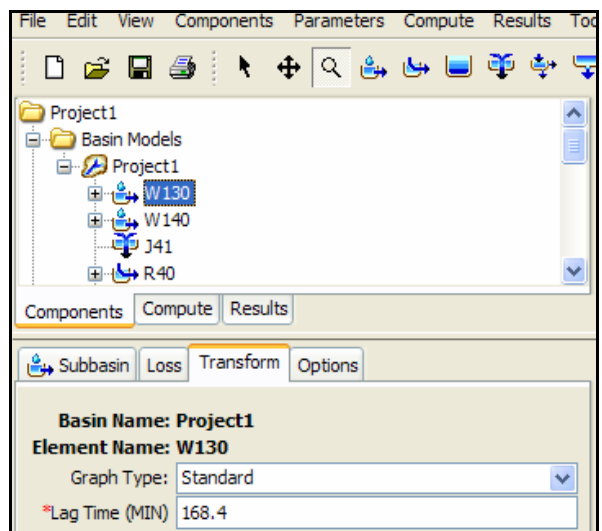 File Edit View Components Parameters Compute Results Too
Project1
Basin Models
Project1
W130
W140
J41
R40
Components Compute Results
Subbasin Loss Transform Options
Basin Name: Project1
Element Name: W130
Graph Type: Standard
*Lag Time (MIN) 168.4